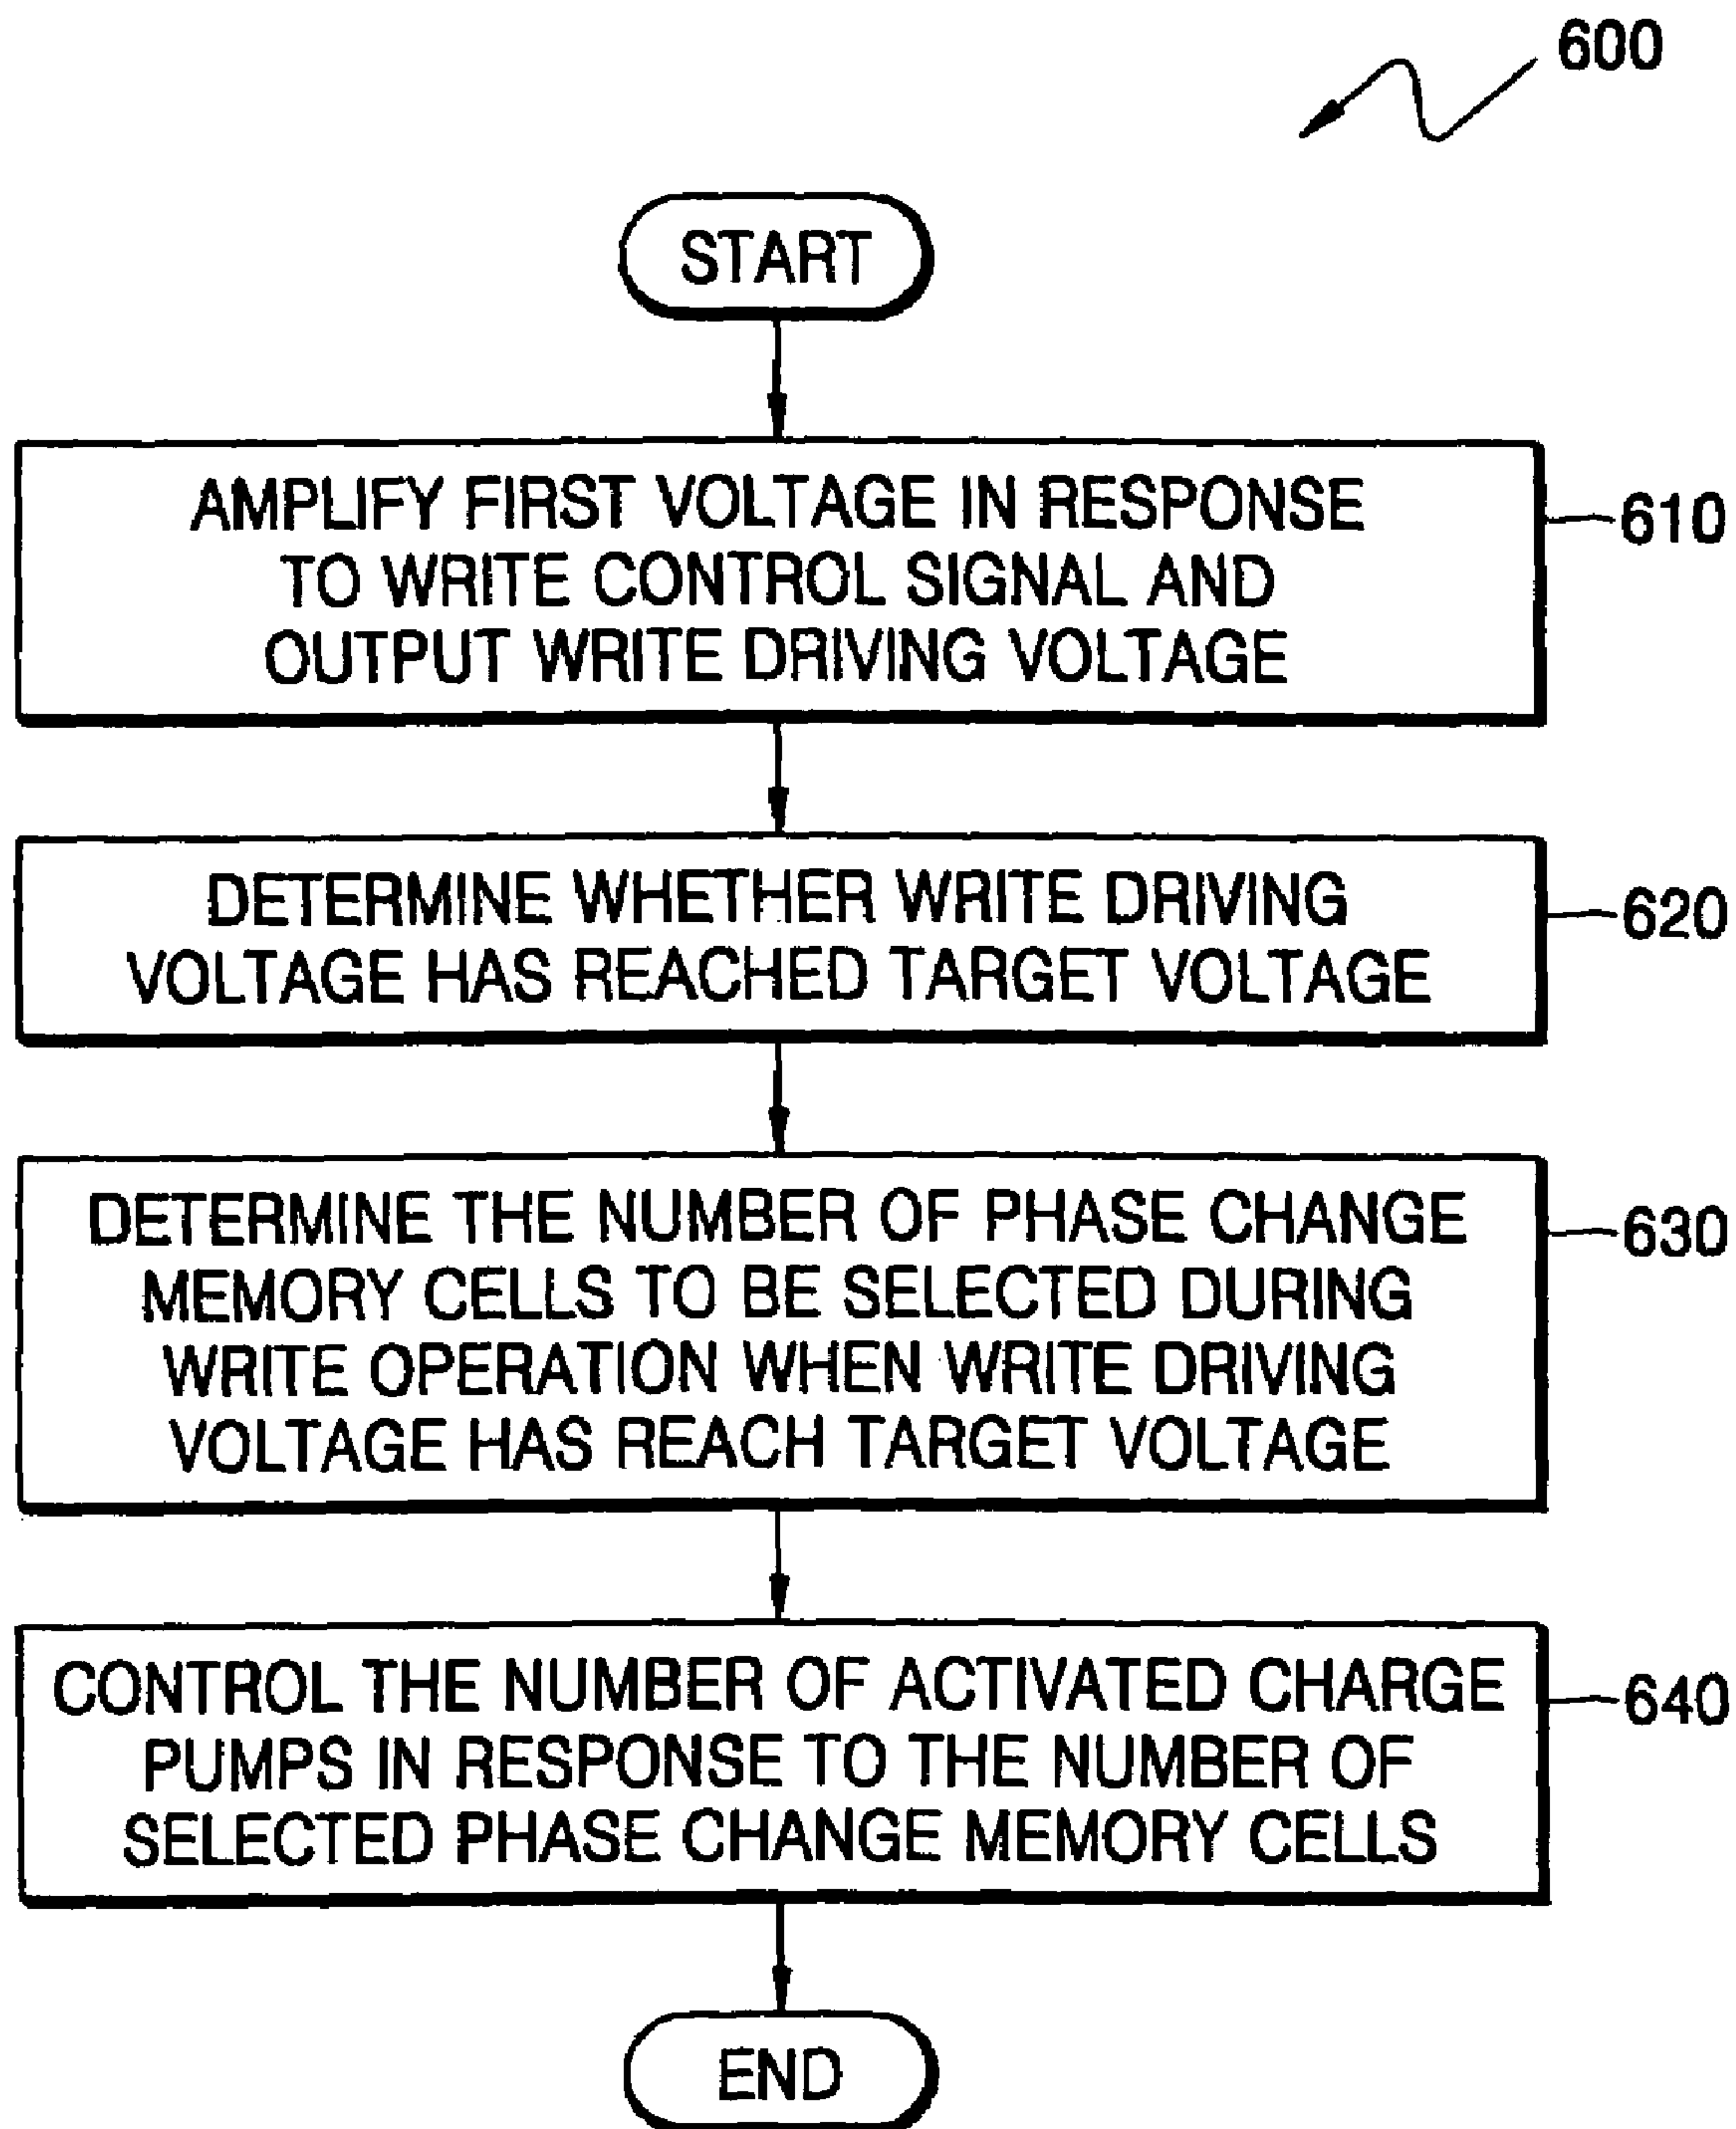 600
START
AMPLIFY FIRST VOLTAGE IN RESPONSE
TO WRITE CONTROL SIGNAL AND
OUTPUT WRITE DRIVING VOLTAGE
610
DETERMINE WHETHER WRITE DRIVING
VOLTAGE HAS REACHED TARGET VOLTAGE
620
DETERMINE THE NUMBER OF PHASE CHANGE
MEMORY CELLS TO BE SELECTED DURING
WRITE OPERATION WHEN WRITE DRIVING
VOLTAGE HAS REACH TARGET VOLTAGE
630
CONTROL THE NUMBER OF ACTIVATED CHARGE
PUMPS IN RESPONSE TO THE NUMBER OF
SELECTED PHASE CHANGE MEMORY CELLS
640
END